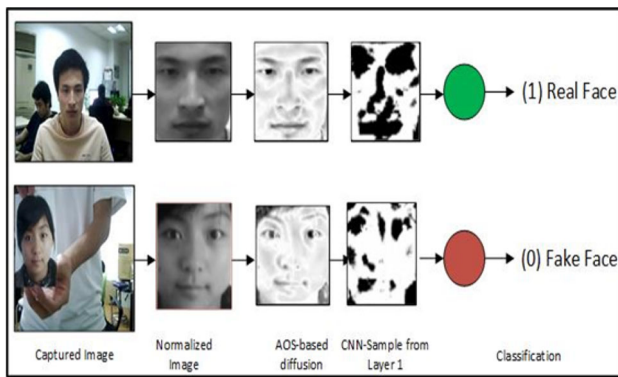 (1) Real Face
(0) Fake Face
Captured Image
Normalized
Image
AOS-based
diffusion
CNN-Sample from
Layer 1
Classification